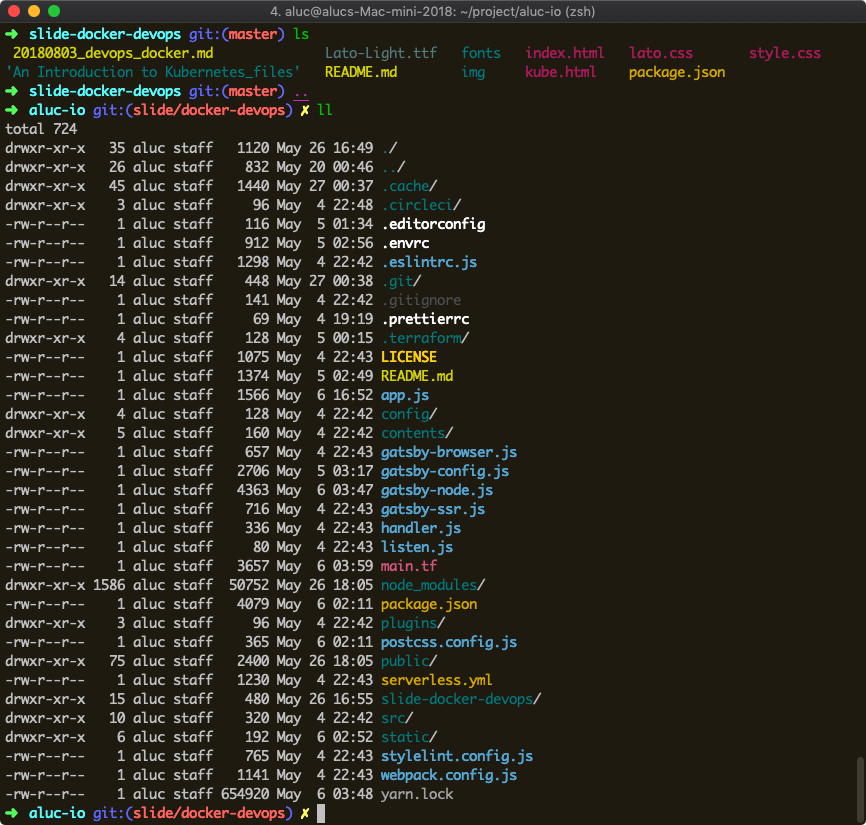 4. aluc@alucs-Mac-mini-2018: ~/project/aluc-io (zsh)
➜ slide-docker-devops git:(master) ls
20180803_devops_docker.md Lato-Light.ttf fonts index.html lato.css style.css
'An Introduction to Kubernetes_files' README.md img kube.html package.json
➜ slide-docker-devops git:(master) ..
➜ aluc-io git:(slide/docker-devops) ✗ ll
total 724
drwxr-xr-x 35 aluc staff 1120 May 26 16:49 ./
drwxr-xr-x 26 aluc staff 832 May 20 00:46 ../
drwxr-xr-x 45 aluc staff 1440 May 27 00:37 .cache/
drwxr-xr-x 3 aluc staff 96 May 4 22:48 .circleci/
-rw-r--r-- 1 aluc staff 116 May 5 01:34 .editorconfig
-rw-r--r-- 1 aluc staff 912 May 5 02:56 .envrc
-rw-r--r-- 1 aluc staff 1298 May 4 22:42 .eslintrc.js
drwxr-xr-x 14 aluc staff 448 May 27 00:38 .git/
-rw-r--r-- 1 aluc staff 141 May 4 22:42 .gitignore
-rw-r--r-- 1 aluc staff 69 May 4 19:19 .prettierrc
drwxr-xr-x 4 aluc staff 128 May 5 00:15 .terraform/
-rw-r--r-- 1 aluc staff 1075 May 4 22:43 LICENSE
-rw-r--r-- 1 aluc staff 1374 May 5 02:49 README.md
-rw-r--r-- 1 aluc staff 1566 May 6 16:52 app.js
drwxr-xr-x 4 aluc staff 128 May 4 22:42 config/
drwxr-xr-x 5 aluc staff 160 May 4 22:42 contents/
-rw-r--r-- 1 aluc staff 657 May 4 22:43 gatsby-browser.js
-rw-r--r-- 1 aluc staff 2706 May 5 03:17 gatsby-config.js
-rw-r--r-- 1 aluc staff 4363 May 6 03:47 gatsby-node.js
-rw-r--r-- 1 aluc staff 716 May 4 22:43 gatsby-ssr.js
-rw-r--r-- 1 aluc staff 336 May 4 22:43 handler.js
-rw-r--r-- 1 aluc staff 80 May 4 22:43 listen.js
-rw-r--r-- 1 aluc staff 3657 May 6 03:59 main.tf
drwxr-xr-x 1586 aluc staff 50752 May 26 18:05 node_modules/
-rw-r--r-- 1 aluc staff 4079 May 6 02:11 package.json
drwxr-xr-x 3 aluc staff 96 May 4 22:42 plugins/
-rw-r--r-- 1 aluc staff 365 May 6 02:11 postcss.config.js
drwxr-xr-x 75 aluc staff 2400 May 26 18:05 public/
-rw-r--r-- 1 aluc staff 1230 May 4 22:43 serverless.yml
drwxr-xr-x 15 aluc staff 480 May 26 16:55 slide-docker-devops/
drwxr-xr-x 10 aluc staff 320 May 4 22:42 src/
drwxr-xr-x 6 aluc staff 192 May 6 02:52 static/
-rw-r--r-- 1 aluc staff 765 May 4 22:43 stylelint.config.js
-rw-r--r-- 1 aluc staff 1141 May 4 22:43 webpack.config.js
-rw-r--r-- 1 aluc staff 654920 May 6 03:48 yarn.lock
➜ aluc-io git:(slide/docker-devops) ✗